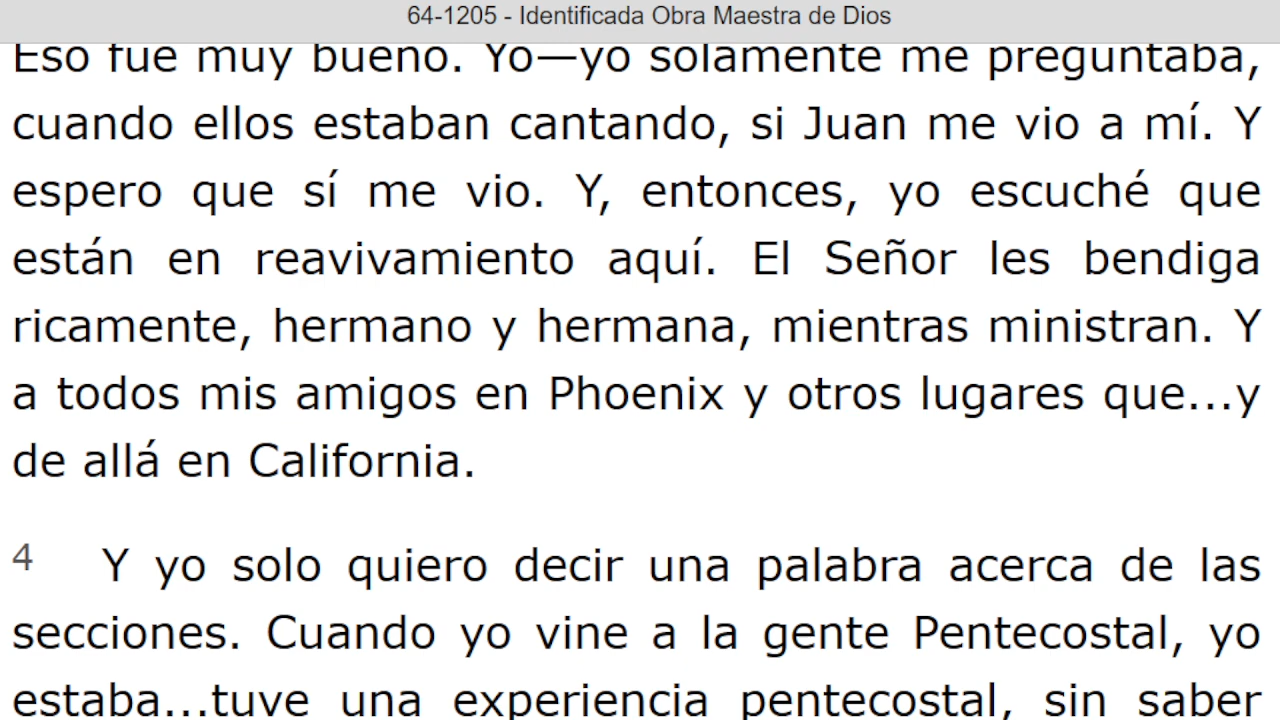 64-1205 - Identificada Obra Maestra de Dios
Eso fue muy bueno. Yo—yo solamente me preguntaba,
cuando ellos estaban cantando, si Juan me vio a mí. Y
espero que sí me vio. Y, entonces, yo escuché que
están en reavivamiento aquí. El Señor les bendiga
ricamente, hermano y hermana, mientras ministran. Y
a todos mis amigos en Phoenix y otros lugares que...y
de allá en California.
4 Y yo solo quiero decir una palabra acerca de las
secciones. Cuando yo vine a la gente Pentecostal, yo
estaba...tuve una experiencia pentecostal, sin saber